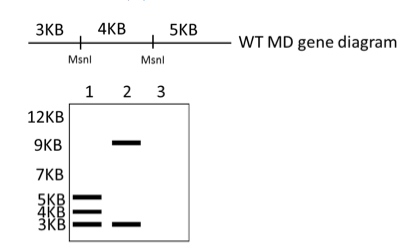 3KB 4KB 5KB
WT MD gene diagram
MsnI MsnI
1 2 3
12KB
9KB
7KB
5KB
4KB
3KB